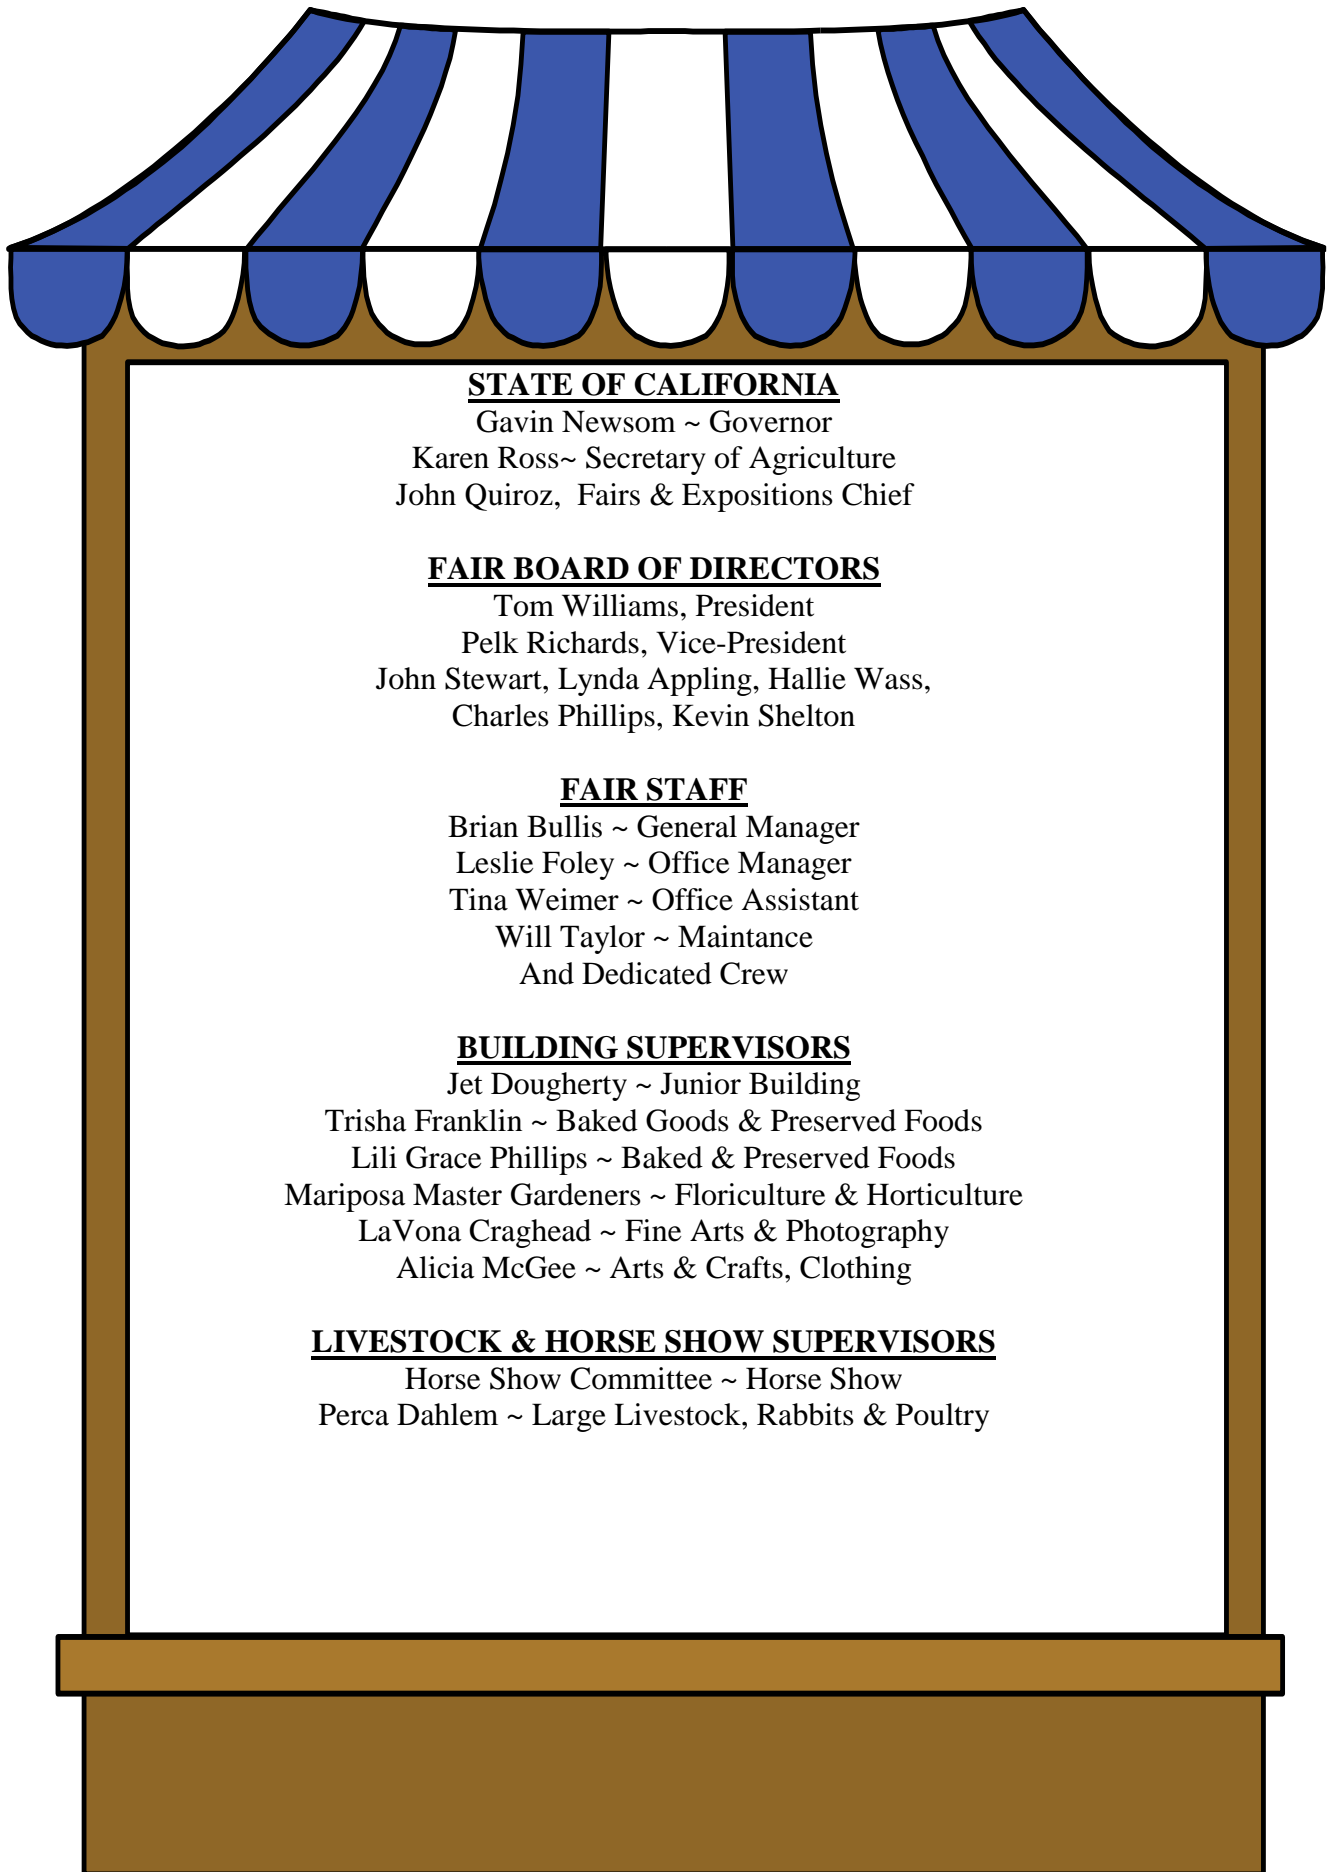 STATE OF CALIFORNIA
Gavin Newsom ~ Governor
Karen Ross~ Secretary of Agriculture
John Quiroz,  Fairs & Expositions Chief
FAIR BOARD OF DIRECTORS
Tom Williams, President
Pelk Richards, Vice-President
John Stewart, Lynda Appling, Hallie Wass,
Charles Phillips, Kevin Shelton
FAIR STAFF
Brian Bullis ~ General Manager
Leslie Foley ~ Office Manager
Tina Weimer ~ Office Assistant
Will Taylor ~ Maintance
And Dedicated Crew
BUILDING SUPERVISORS
Jet Dougherty ~ Junior Building
Trisha Franklin ~ Baked Goods & Preserved Foods
Lili Grace Phillips ~ Baked & Preserved Foods
Mariposa Master Gardeners ~ Floriculture & Horticulture
LaVona Craghead ~ Fine Arts & Photography
Alicia McGee ~ Arts & Crafts, Clothing
LIVESTOCK & HORSE SHOW SUPERVISORS
Horse Show Committee ~ Horse Show
Perca Dahlem ~ Large Livestock, Rabbits & Poultry